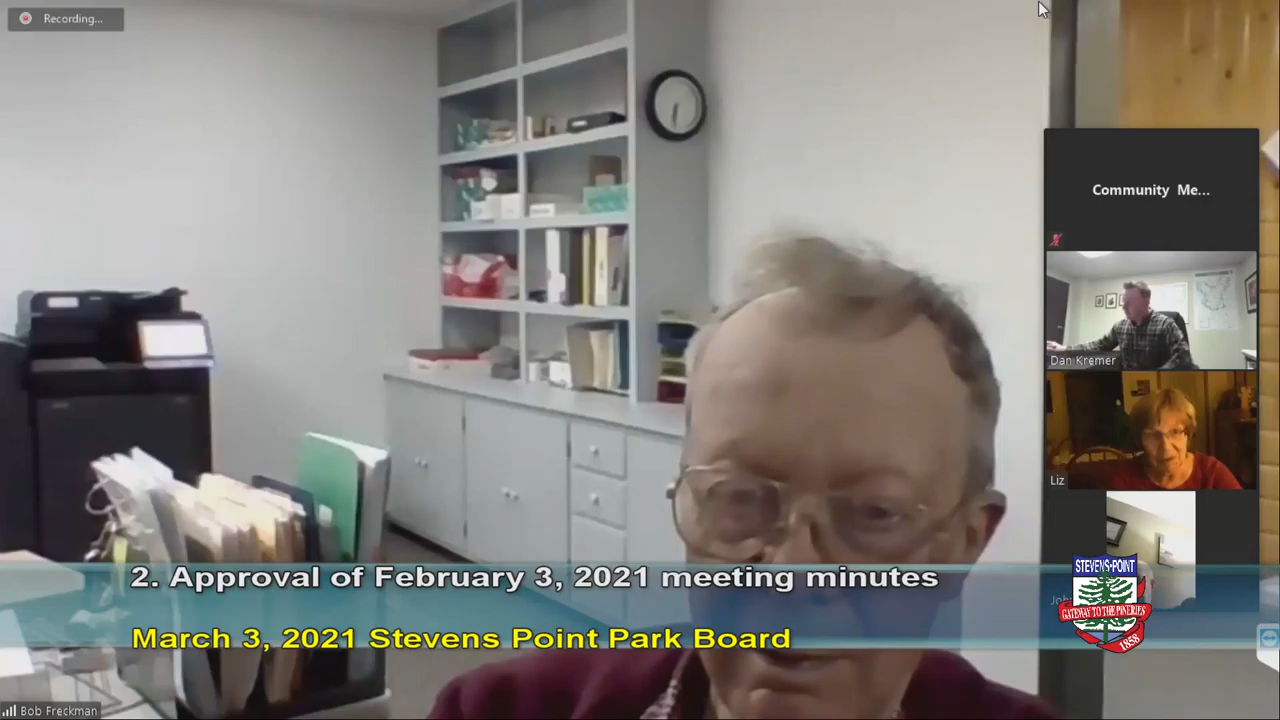 Recording...
Community Me...
Dan Kremer
Liz
2. Approval of February 3, 2021 meeting minutes
March 3, 2021 Stevens Point Park Board
STEVENS·POINT
GATEWAY TO THE PINERIES
1858
Bob Freckman